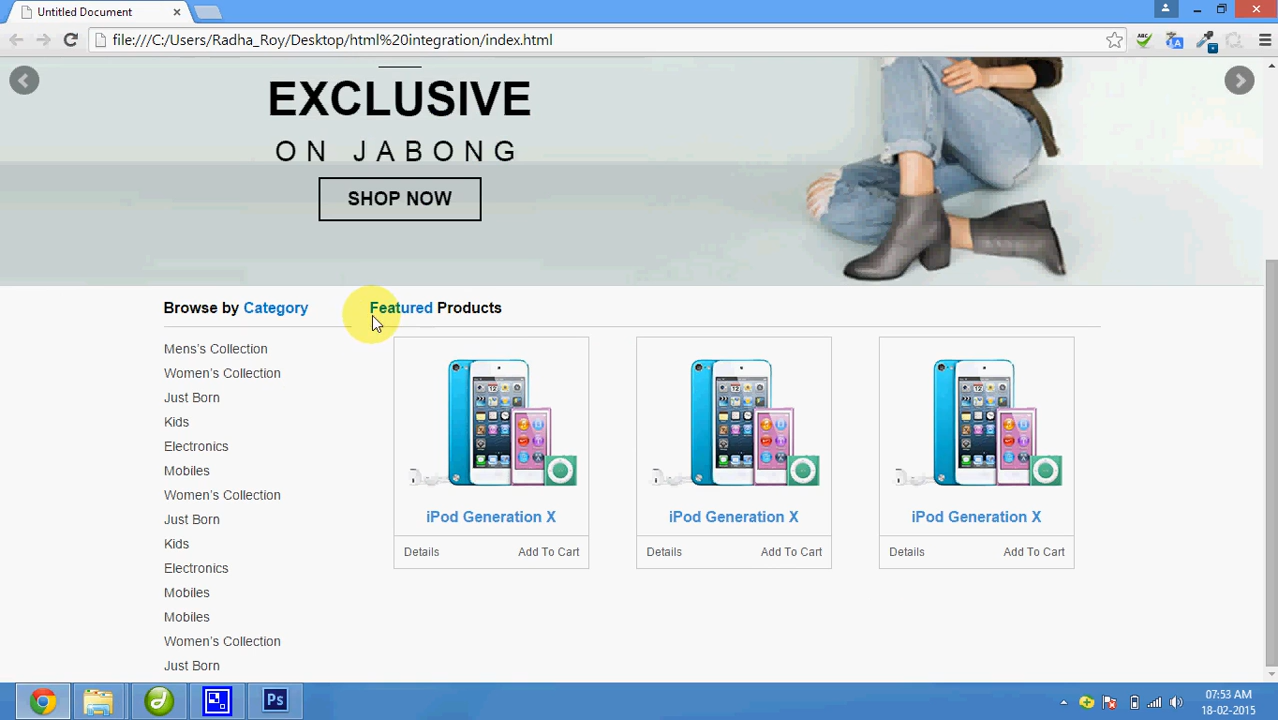 Untitled Document
file:///C:/Users/Radha_Roy/Desktop/html%20integration/index.html
ABC
EXCLUSIVE
ON JABONG
SHOP NOW
Browse by Category
Featured Products
Mens's Collection
Women's Collection
Just Born
Kids
Electronics
Mobiles
Women's Collection
Just Born
Kids
Electronics
Mobiles
Mobiles
Women's Collection
Just Born
iPod Generation X
iPod Generation X
iPod Generation X
Details Add To Cart
Details Add To Cart
Details Add To Cart
Ps
07:53 AM
18-02-2015